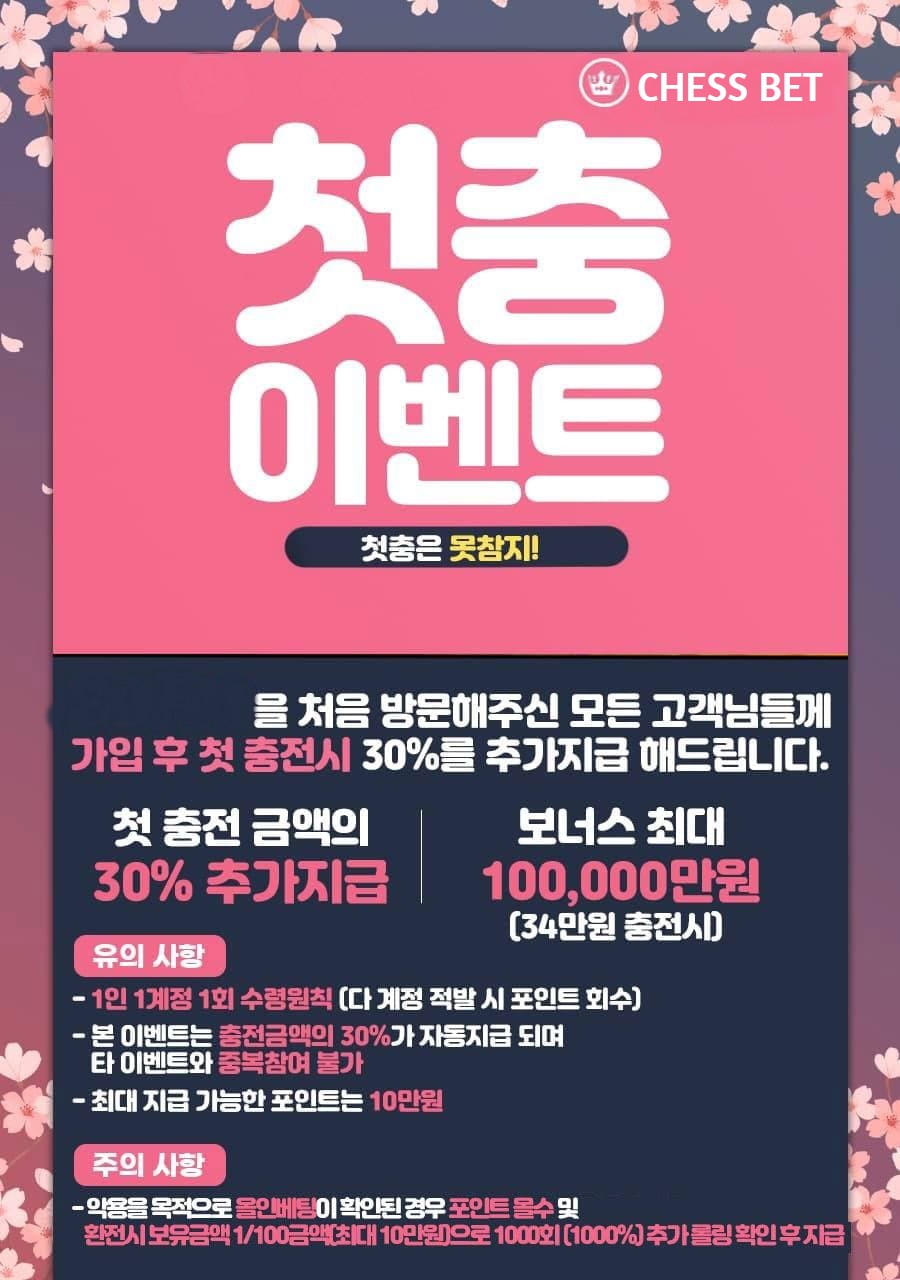 CHESS BET
첫충
이벤트
첫충은 못참지!
을 처음 방문해주신 모든 고객님들께
가입 후 첫 충전시 30%를 추가지급 해드립니다.
첫 충전 금액의
30% 추가지급
보너스 최대
100,000만원
(34만원 충전시)
유의 사항
- 1인 1계정 1회 수령원칙 (다 계정 적발 시 포인트 회수)
- 본 이벤트는 충전금액의 30%가 자동지급 되며
타 이벤트와 중복참여 불가
- 최대 지급 가능한 포인트는 10만원
주의 사항
- 악용을 목적으로 올인베팅이 확인된 경우 포인트 몰수 및
환전시 보유금액 1/100금액(최대 10만원)으로 1000회 (1000%) 추가 롤링 확인 후 지급